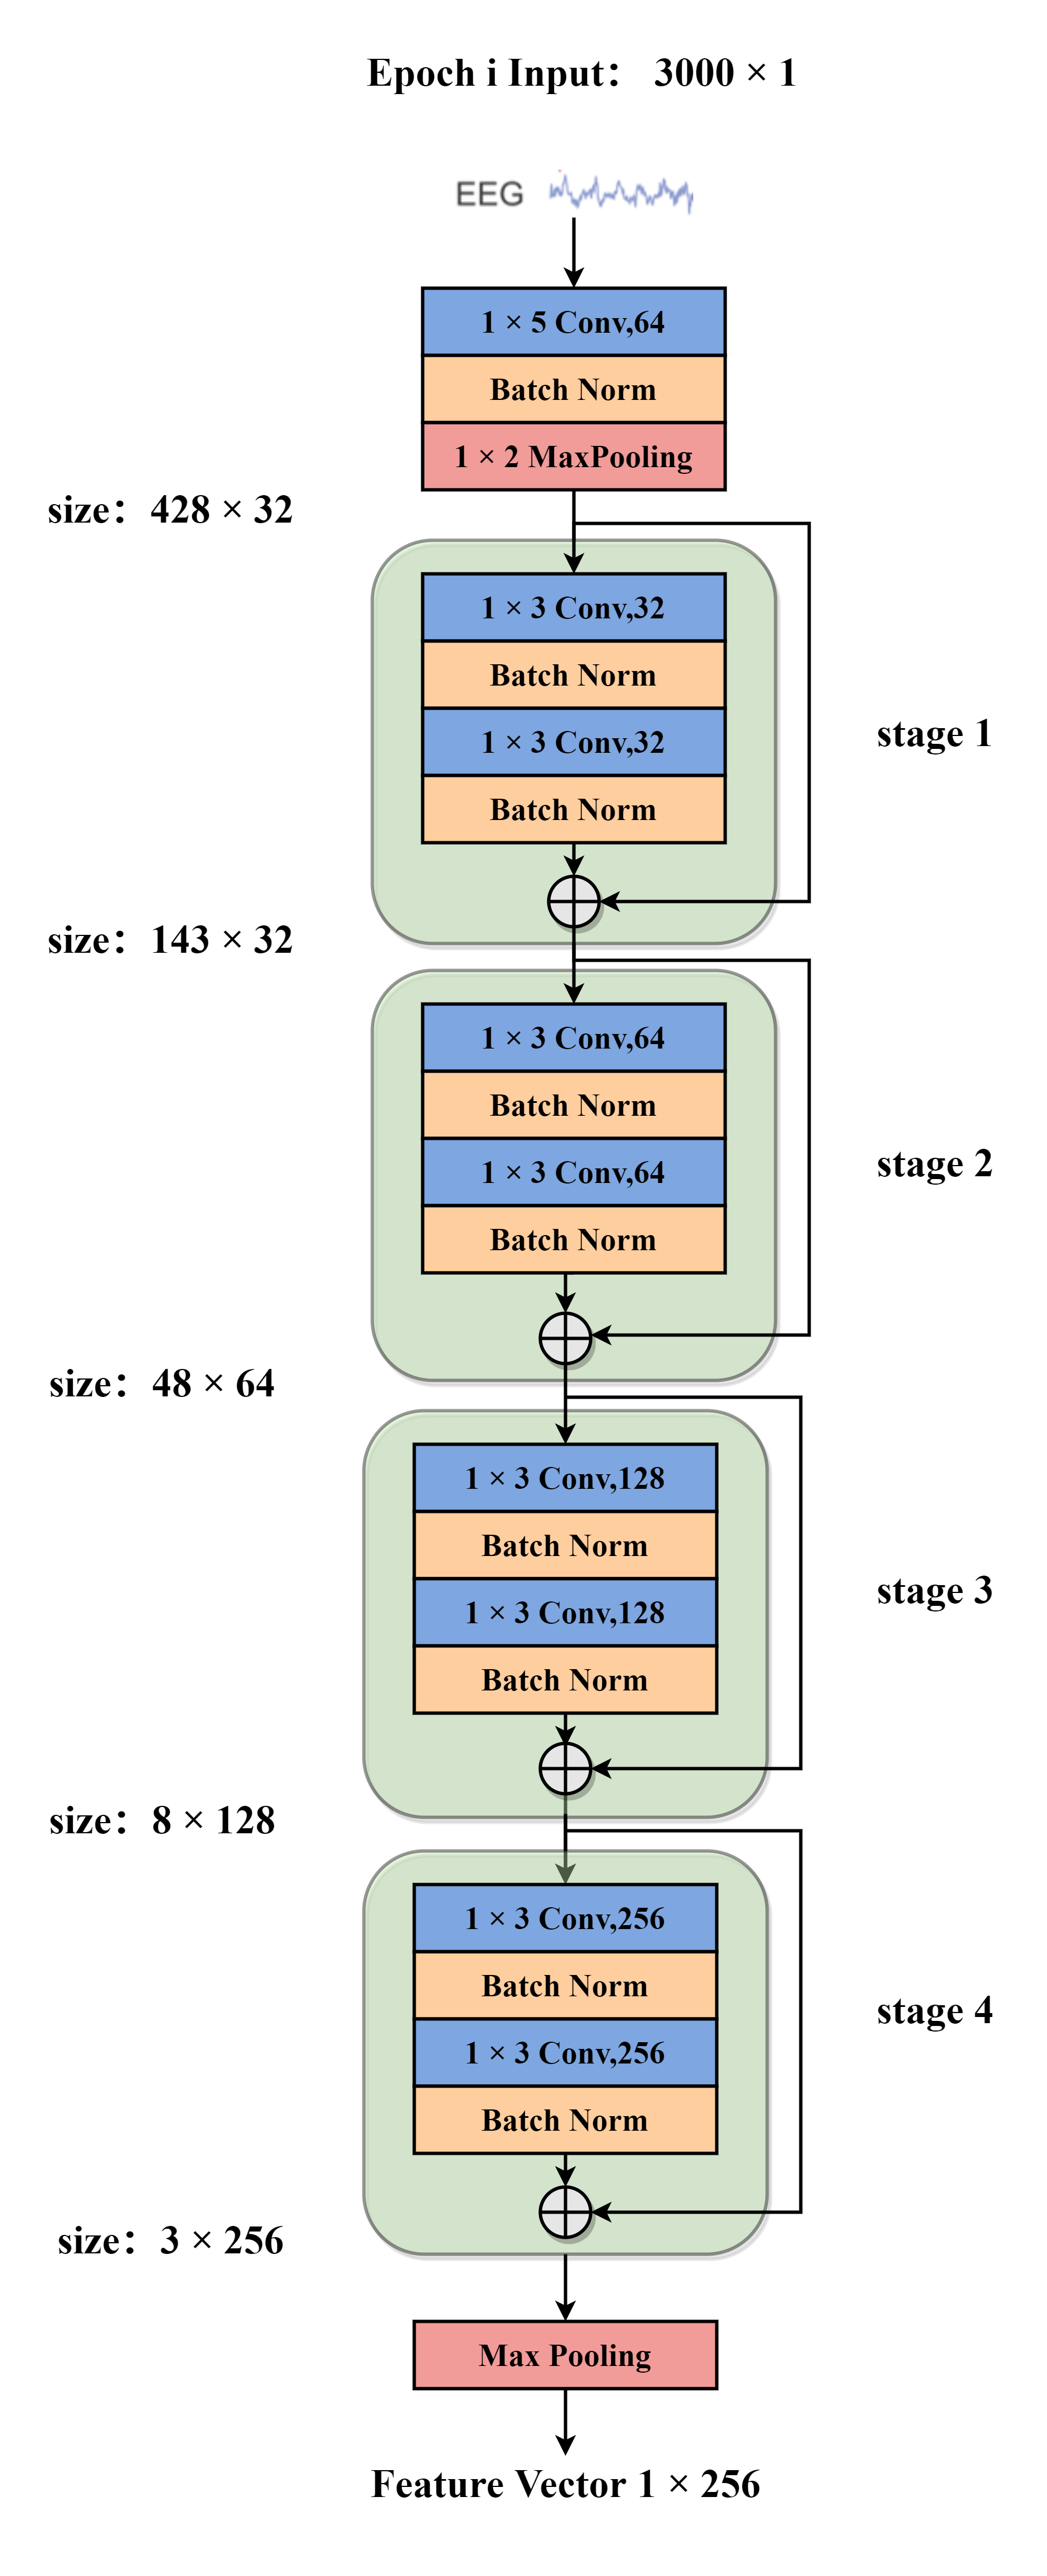 Epoch i Input： 3000 × 1
EEG
1 × 5 Conv,64
Batch Norm
1 × 2 MaxPooling
size：428 × 32
1 × 3 Conv,32
Batch Norm
1 × 3 Conv,32
Batch Norm
stage 1
size：143 × 32
1 × 3 Conv,64
Batch Norm
1 × 3 Conv,64
Batch Norm
stage 2
size：48 × 64
1 × 3 Conv,128
Batch Norm
1 × 3 Conv,128
Batch Norm
stage 3
size：8 × 128
1 × 3 Conv,256
Batch Norm
1 × 3 Conv,256
Batch Norm
stage 4
size：3 × 256
Max Pooling
Feature Vector 1 × 256